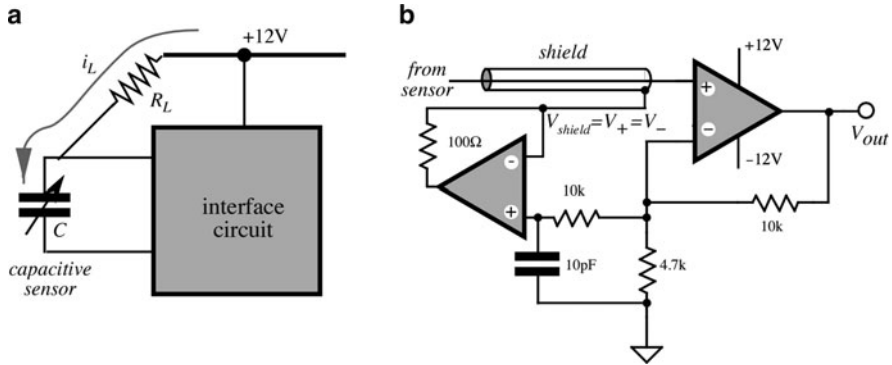 a
+12V
i_L
R_L
C
capacitive
sensor
interface
circuit
b
shield
from
sensor
+12V
+
−
V_shield=V_+=V_−
V_out
−12V
100Ω
-
+
10k
10k
10pF
4.7k